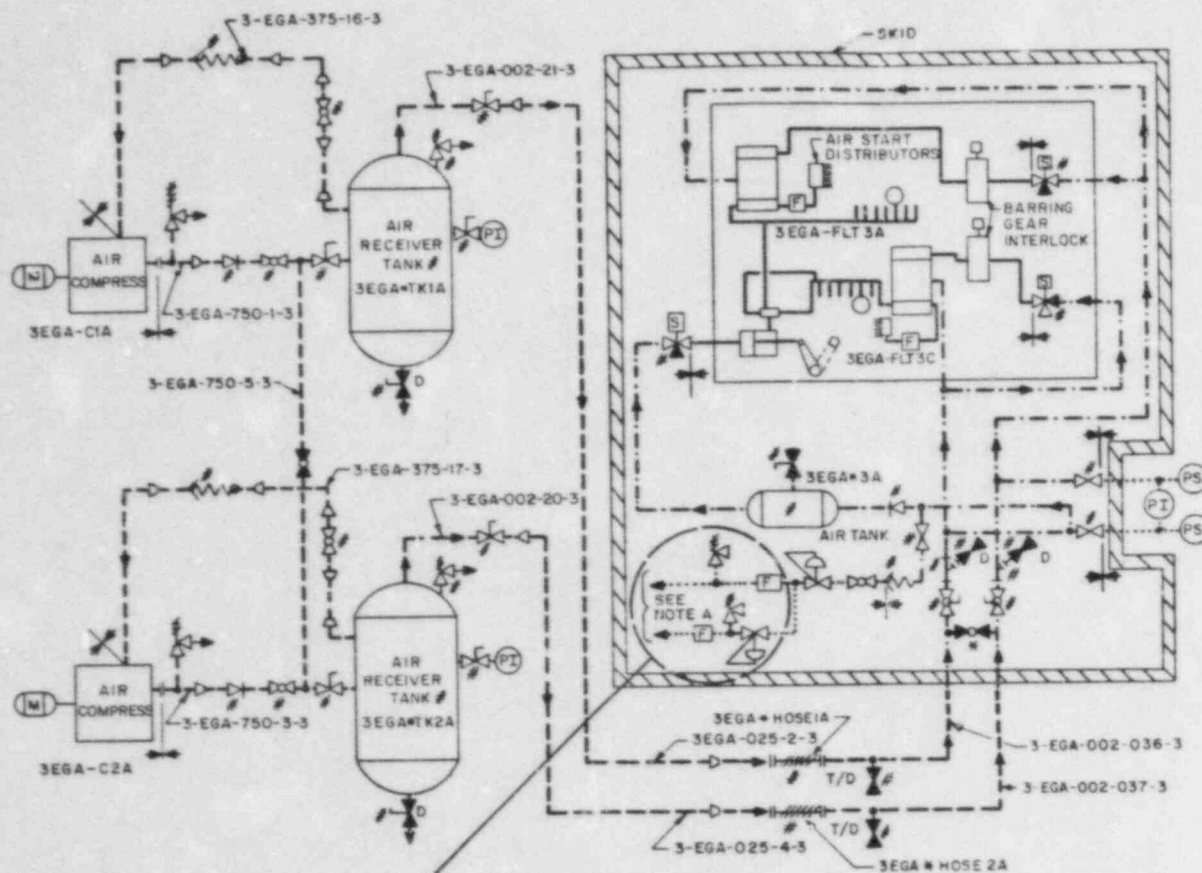 3-EGA-375-16-3
SKID
3-EGA-002-21-3
AIR START
DISTRIBUTORS
F
S
AIR
RECEIVER
TANK
3EGA*TK1A
PI
BARRING
GEAR
INTERLOCK
3EGA-FLT 3A
AIR
COMPRESS
3EGA-C1A
3-EGA-750-1-3
S
S
F
3EGA-FLT 3C
D
3-EGA-750-5-3
3-EGA-375-17-3
3-EGA-002-20-3
3EGA*3A
AIR TANK
PS
PI
PS
D
D
F
SEE
NOTE A
F
AIR
RECEIVER
TANK
3EGA*TK2A
PI
M
AIR
COMPRESS
3EGA-C2A
3-EGA-750-3-3
3EGA*HOSE1A
3EGA-025-2-3
T/D
3-EGA-002-036-3
3-EGA-002-037-3
D
T/D
3-EGA-025-4-3
3EGA*HOSE 2A